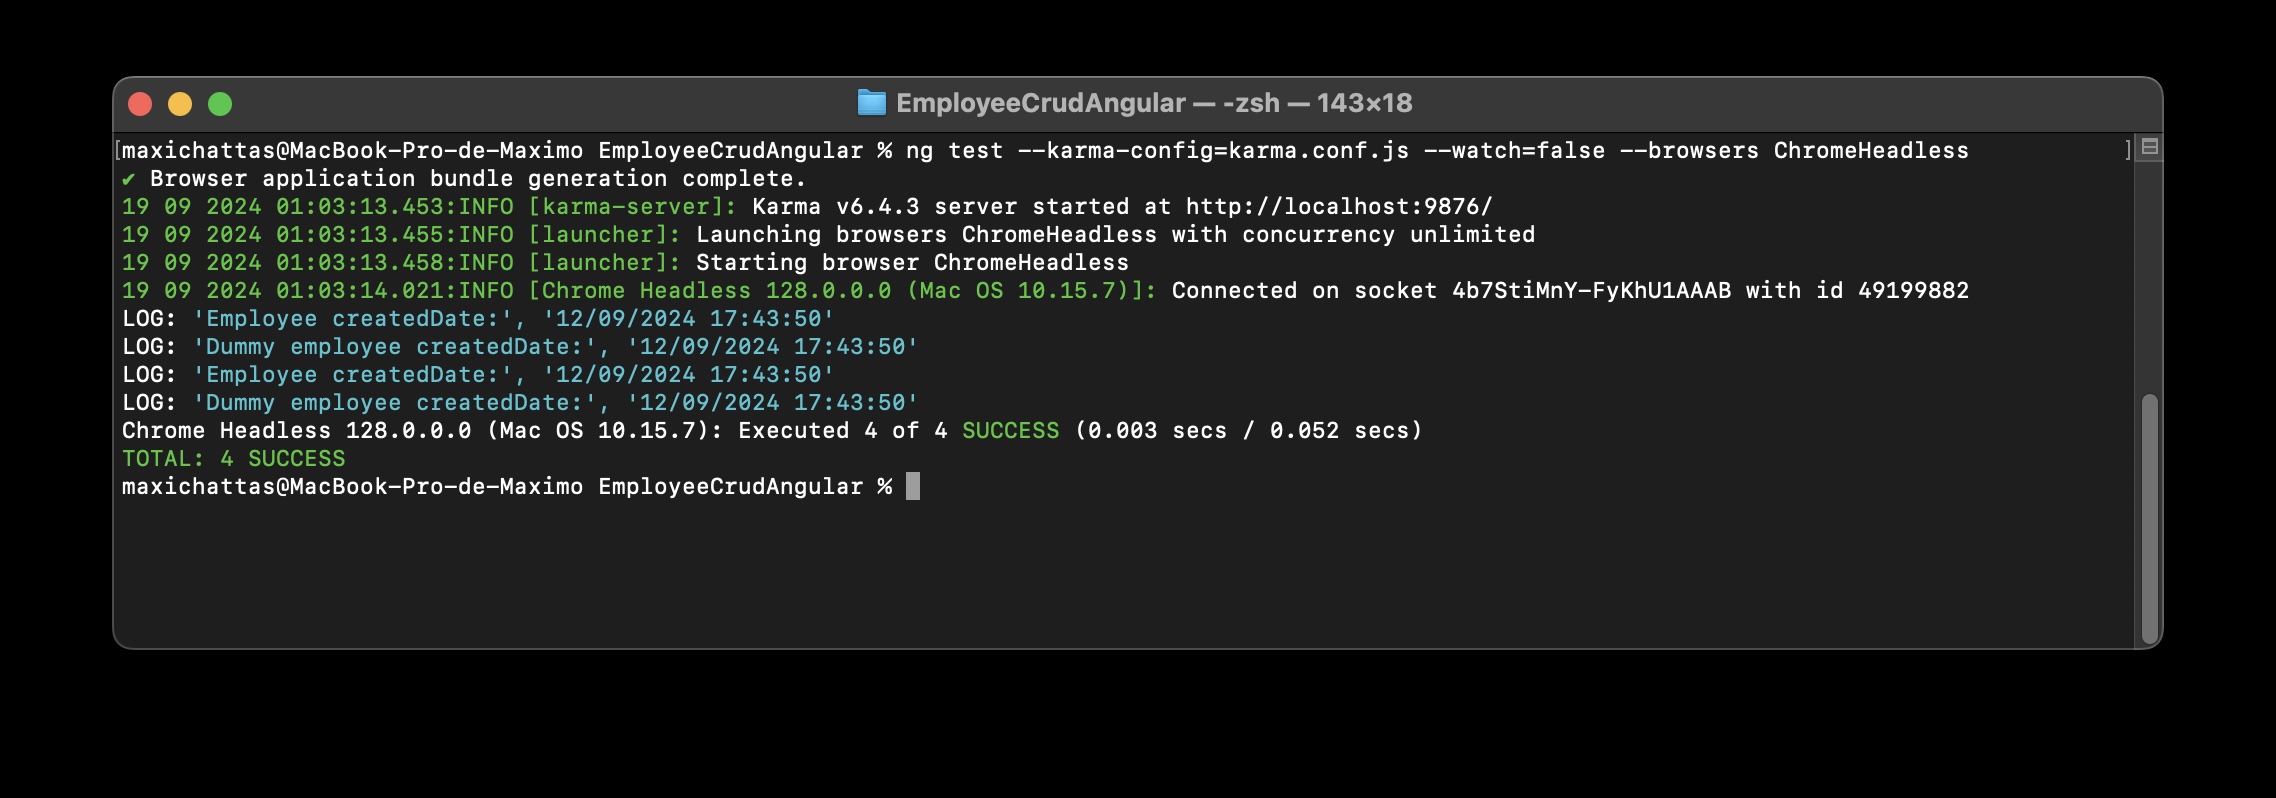 EmployeeCrudAngular — -zsh — 143×18
[maxichattas@MacBook-Pro-de-Maximo EmployeeCrudAngular % ng test --karma-config=karma.conf.js --watch=false --browsers ChromeHeadless ]
✔ Browser application bundle generation complete.
19 09 2024 01:03:13.453:INFO [karma-server]: Karma v6.4.3 server started at http://localhost:9876/
19 09 2024 01:03:13.455:INFO [launcher]: Launching browsers ChromeHeadless with concurrency unlimited
19 09 2024 01:03:13.458:INFO [launcher]: Starting browser ChromeHeadless
19 09 2024 01:03:14.021:INFO [Chrome Headless 128.0.0.0 (Mac OS 10.15.7)]: Connected on socket 4b7StiMnY-FyKhU1AAAB with id 49199882
LOG: 'Employee createdDate:', '12/09/2024 17:43:50'
LOG: 'Dummy employee createdDate:', '12/09/2024 17:43:50'
LOG: 'Employee createdDate:', '12/09/2024 17:43:50'
LOG: 'Dummy employee createdDate:', '12/09/2024 17:43:50'
Chrome Headless 128.0.0.0 (Mac OS 10.15.7): Executed 4 of 4 SUCCESS (0.003 secs / 0.052 secs)
TOTAL: 4 SUCCESS
maxichattas@MacBook-Pro-de-Maximo EmployeeCrudAngular %